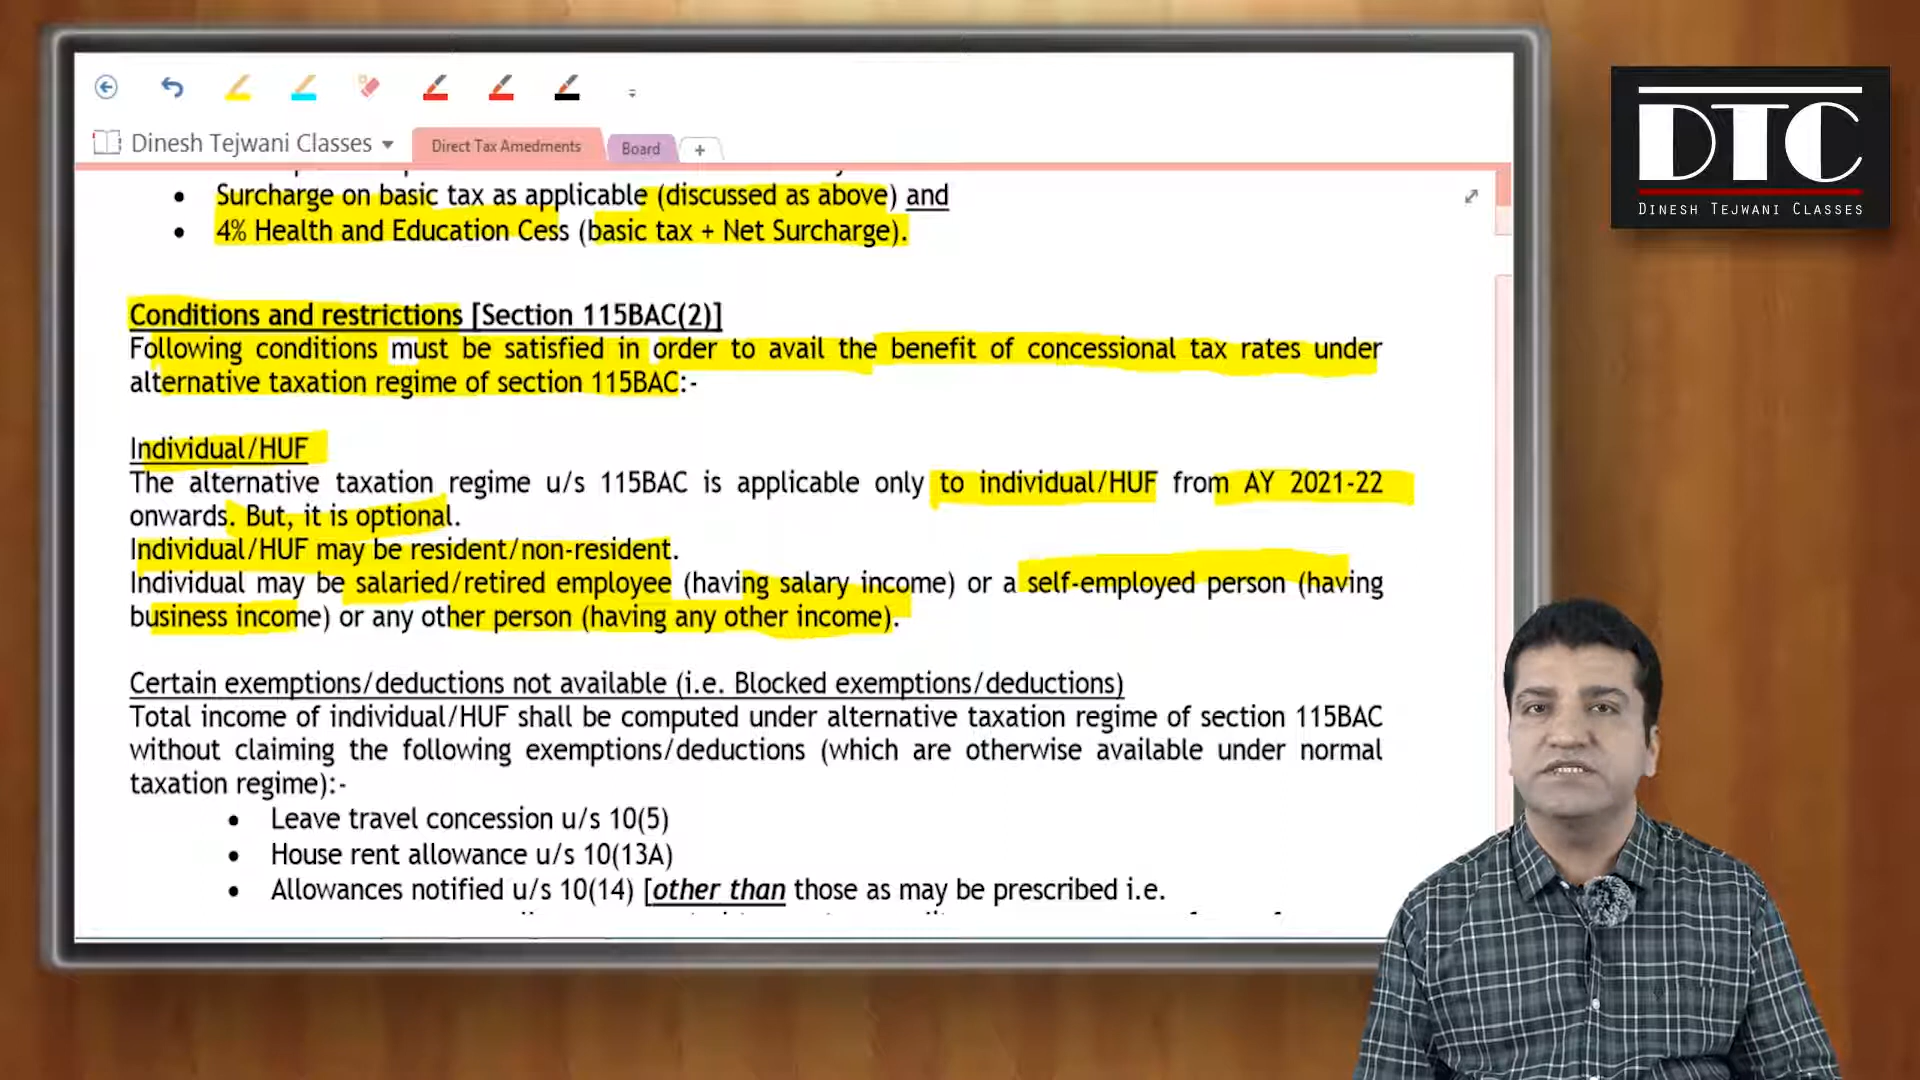 DTC
DINESH TEJWANI CLASSES
Dinesh Tejwani Classes
Direct Tax Amedments
Board
+
• Surcharge on basic tax as applicable (discussed as above) and
• 4% Health and Education Cess (basic tax + Net Surcharge).
Conditions and restrictions [Section 115BAC(2)]
Following conditions must be satisfied in order to avail the benefit of concessional tax rates under
alternative taxation regime of section 115BAC:-
Individual/HUF
The alternative taxation regime u/s 115BAC is applicable only to individual/HUF from AY 2021-22
onwards. But, it is optional.
Individual/HUF may be resident/non-resident.
Individual may be salaried/retired employee (having salary income) or a self-employed person (having
business income) or any other person (having any other income).
Certain exemptions/deductions not available (i.e. Blocked exemptions/deductions)
Total income of individual/HUF shall be computed under alternative taxation regime of section 115BAC
without claiming the following exemptions/deductions (which are otherwise available under normal
taxation regime):-
• Leave travel concession u/s 10(5)
• House rent allowance u/s 10(13A)
• Allowances notified u/s 10(14) [other than those as may be prescribed i.e.